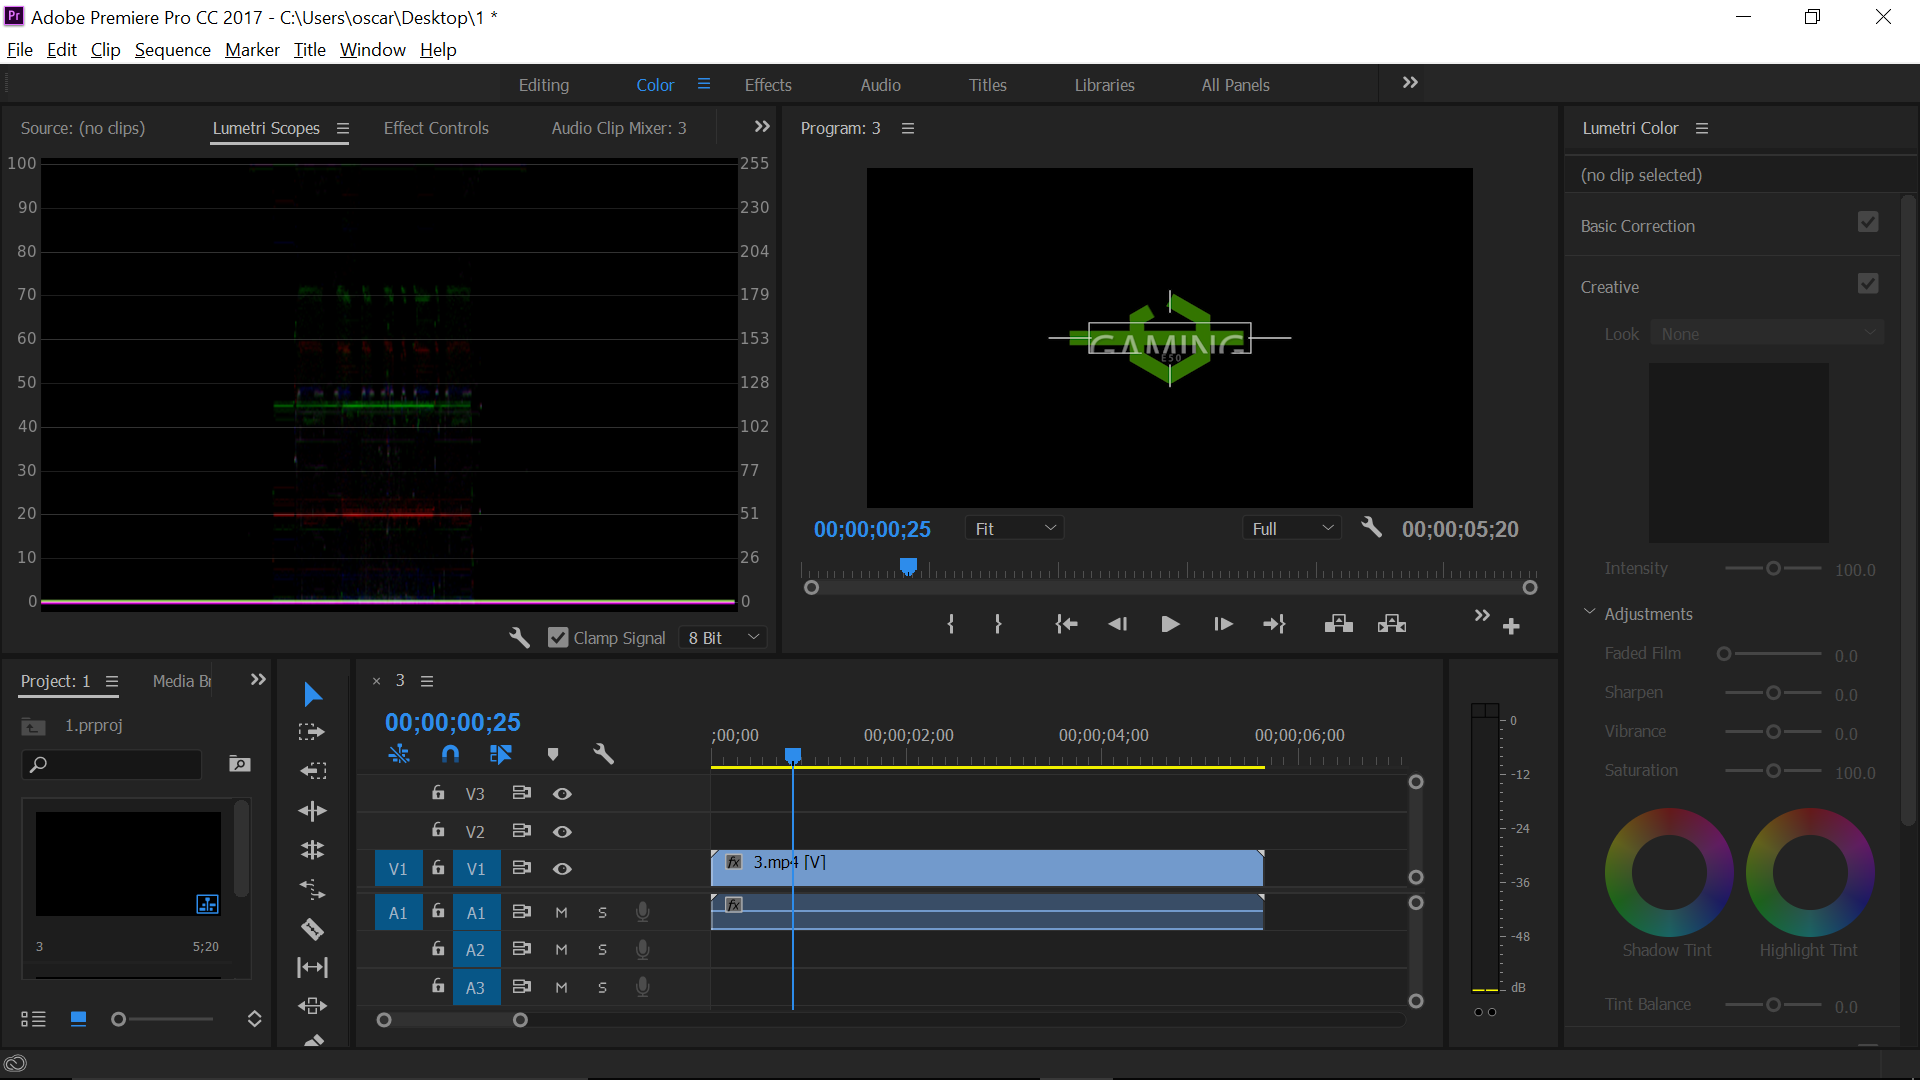 Pr Adobe Premiere Pro CC 2017 - C:\Users\oscar\Desktop\1 *
File Edit Clip Sequence Marker Title Window Help
Editing Color Effects Audio Titles Libraries All Panels
Source: (no clips) Lumetri Scopes Effect Controls Audio Clip Mixer: 3
100 255
90 230
80 204
70 179
60 153
50 128
40 102
30 77
20 51
10 26
0 0
Clamp Signal 8 Bit
Program: 3
GAMING
ESO
00;00;00;25 Fit Full 00;00;05;20
Lumetri Color
(no clip selected)
Basic Correction
Creative
Look None
Intensity 100.0
Adjustments
Faded Film 0.0
Sharpen 0.0
Vibrance 0.0
Saturation 100.0
Shadow Tint Highlight Tint
Tint Balance 0.0
Project: 1 Media Br
1.prproj
3 5;20
× 3
00;00;00;25
;00;00 00;00;02;00 00;00;04;00 00;00;06;00
V3
V2
V1 V1 fx 3.mp4 [V]
A1 A1 M S fx
A2 M S
A3 M S
0
-12
-24
-36
-48
dB